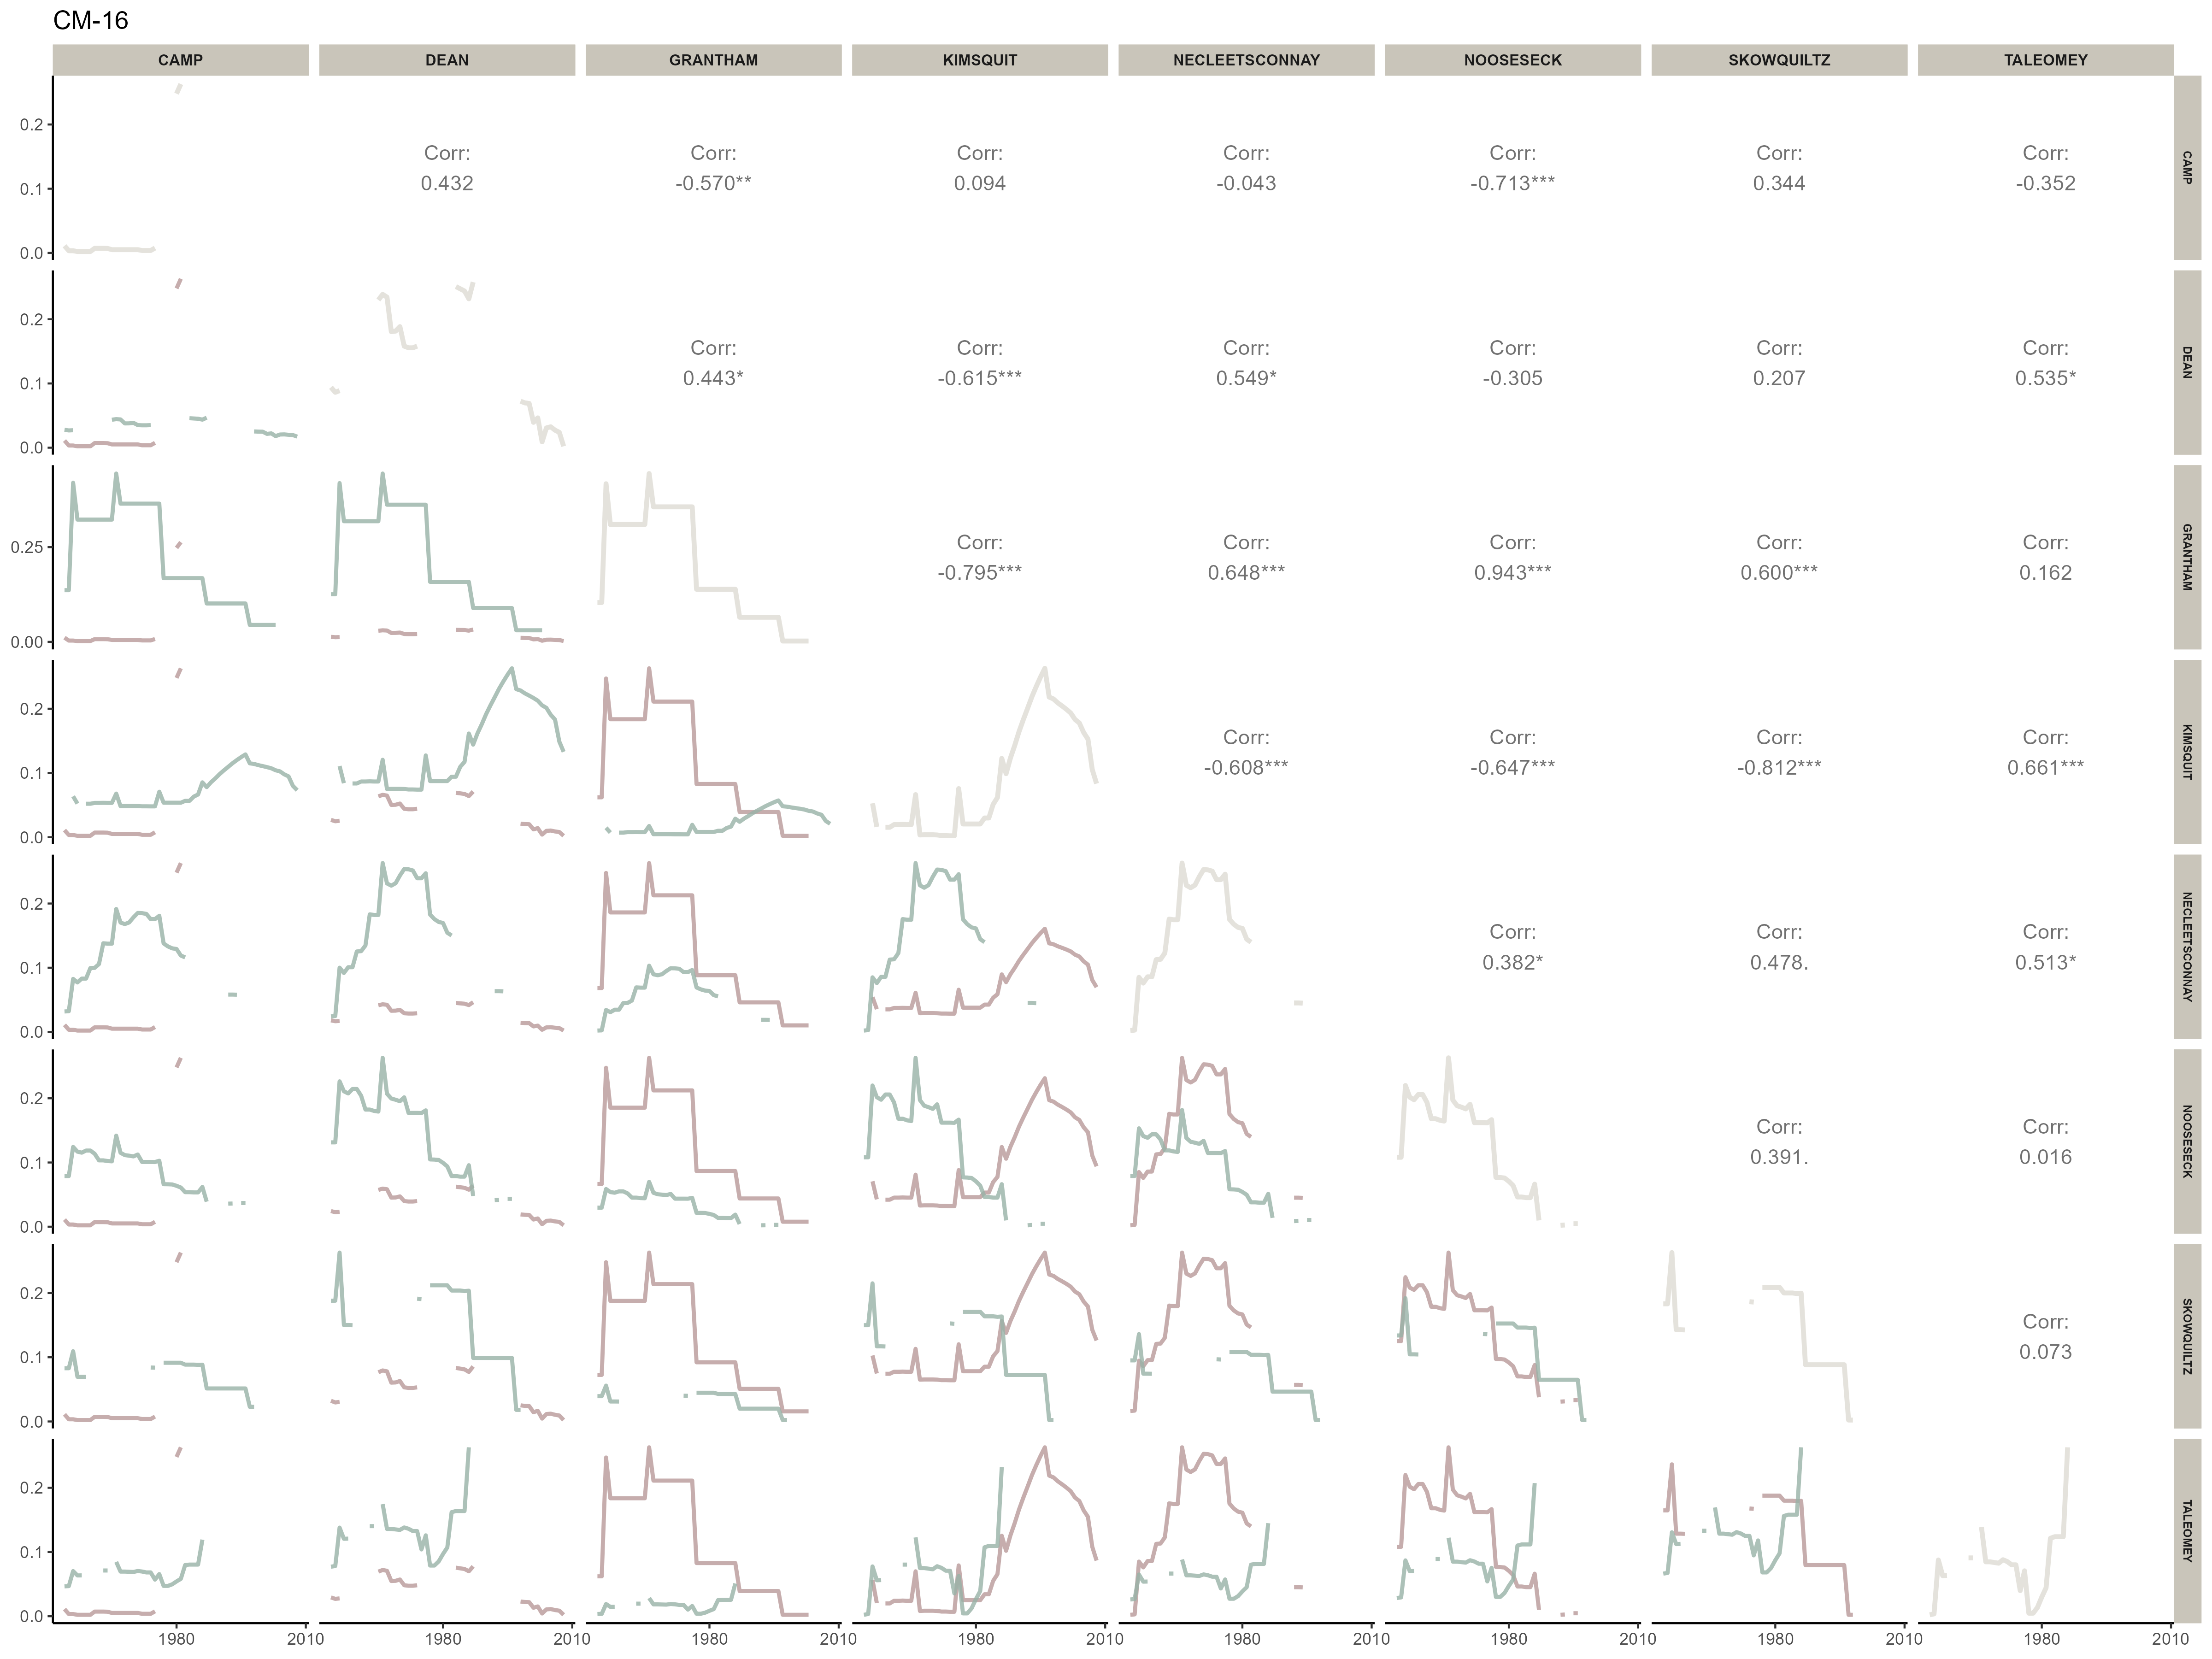 CM-16
CAMP DEAN GRANTHAM KIMSQUIT NECLEETSCONNAY NOOSESECK SKOWQUILTZ TALEOMEY
0.2
0.1
0.0
Corr: Corr: Corr: Corr: Corr: Corr: Corr:
0.432 -0.570** 0.094 -0.043 -0.713*** 0.344 -0.352
CAMP
0.2
0.1
0.0
Corr: Corr: Corr: Corr: Corr: Corr:
0.443* -0.615*** 0.549* -0.305 0.207 0.535*
DEAN
0.25
0.00
Corr: Corr: Corr: Corr: Corr:
-0.795*** 0.648*** 0.943*** 0.600*** 0.162
GRANTHAM
0.2
0.1
0.0
Corr: Corr: Corr: Corr:
-0.608*** -0.647*** -0.812*** 0.661***
KIMSQUIT
0.2
0.1
0.0
Corr: Corr: Corr:
0.382* 0.478. 0.513*
NECLEETSCONNAY
0.2
0.1
0.0
Corr: Corr:
0.391. 0.016
NOOSESECK
0.2
0.1
0.0
Corr:
0.073
SKOWQUILTZ
0.2
0.1
0.0
TALEOMEY
1980 2010 1980 2010 1980 2010 1980 2010 1980 2010 1980 2010 1980 2010 1980 2010